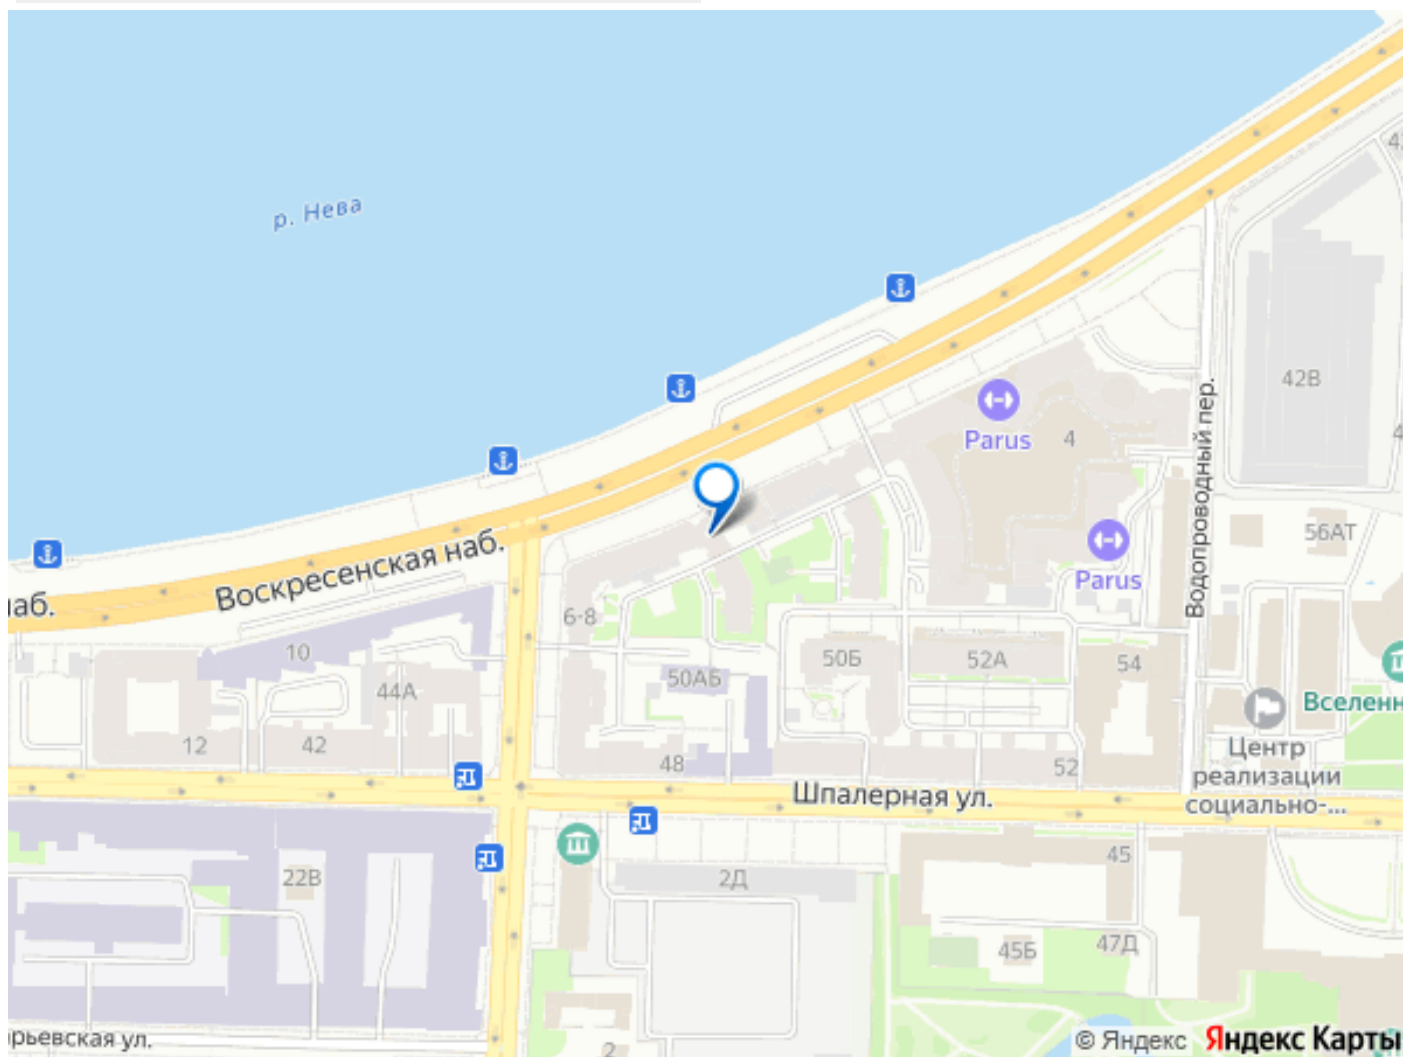 р. Нева
42В
Parus
4
Водопроводный пер.
56АТ
Parus
Воскресенская наб.
наб.
6-8
10
50АБ
50Б
52А
54
44А
Вселенн
12
42
48
52
Центр
реализации
социально-...
Шпалерная ул.
45
22В
2Д
45Б
47Д
рьевская ул.
2
© Яндекс Яндекс Карты